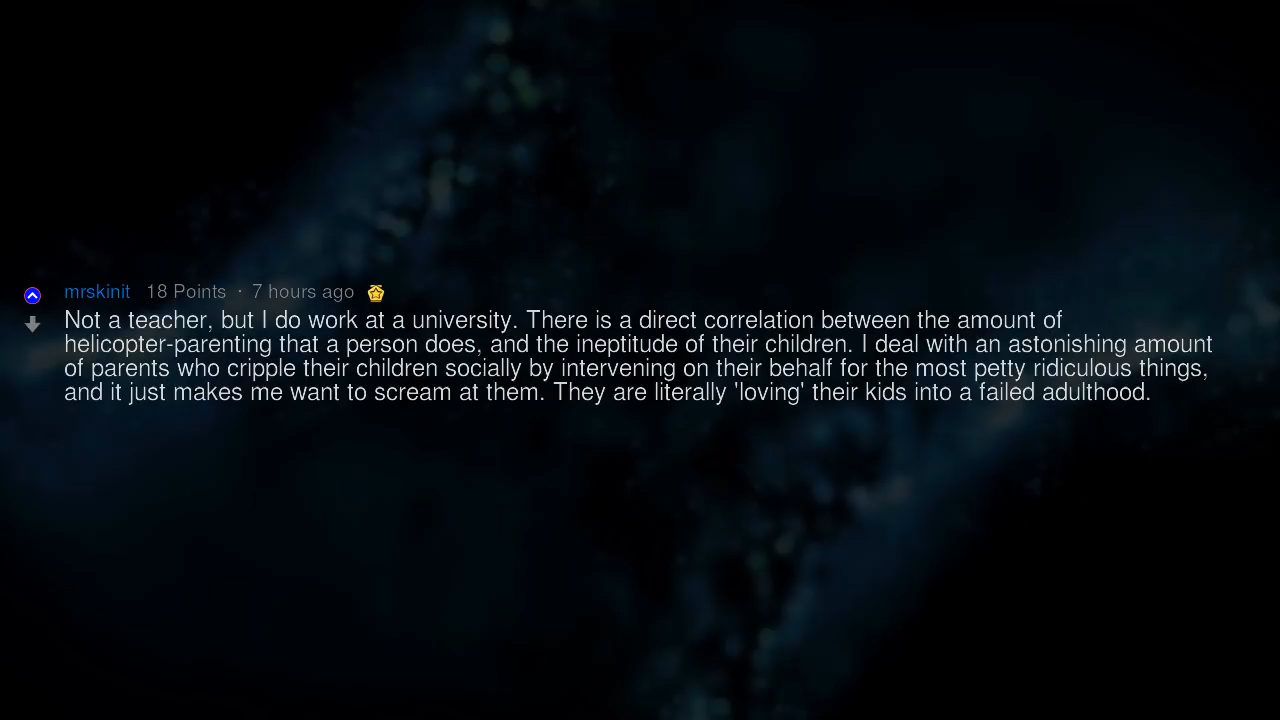 mrskinit 18 Points · 7 hours ago
Not a teacher, but I do work at a university. There is a direct correlation between the amount of
helicopter-parenting that a person does, and the ineptitude of their children. I deal with an astonishing amount
of parents who cripple their children socially by intervening on their behalf for the most petty ridiculous things,
and it just makes me want to scream at them. They are literally 'loving' their kids into a failed adulthood.